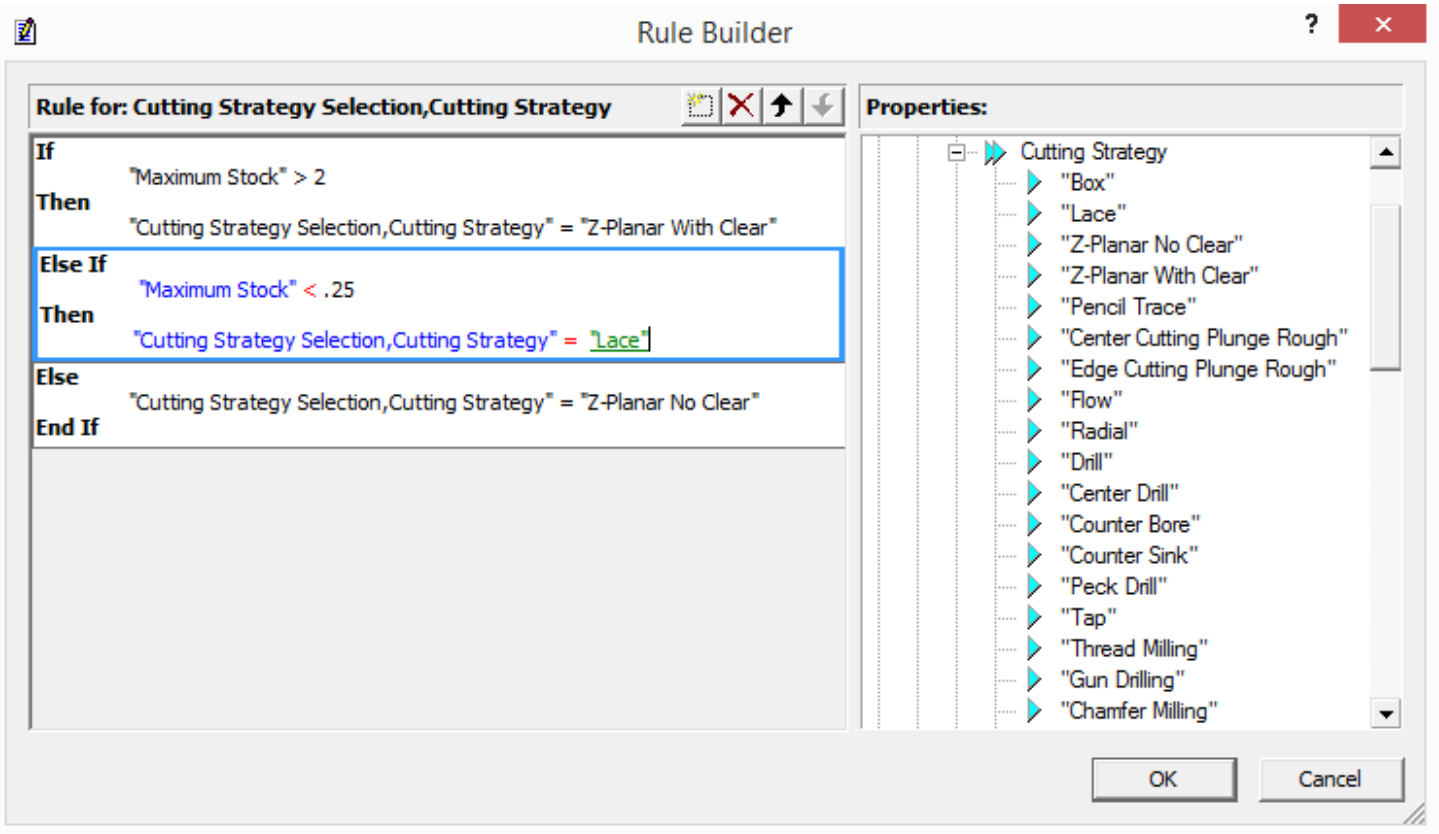 Rule Builder
?
Rule for: Cutting Strategy Selection,Cutting Strategy
If
"Maximum Stock" > 2
Then
"Cutting Strategy Selection,Cutting Strategy" = "Z-Planar With Clear"
Else If
"Maximum Stock" < .25
Then
"Cutting Strategy Selection,Cutting Strategy" = "Lace"
Else
"Cutting Strategy Selection,Cutting Strategy" = "Z-Planar No Clear"
End If
Properties:
Cutting Strategy
"Box"
"Lace"
"Z-Planar No Clear"
"Z-Planar With Clear"
"Pencil Trace"
"Center Cutting Plunge Rough"
"Edge Cutting Plunge Rough"
"Flow"
"Radial"
"Drill"
"Center Drill"
"Counter Bore"
"Counter Sink"
"Peck Drill"
"Tap"
"Thread Milling"
"Gun Drilling"
"Chamfer Milling"
OK
Cancel